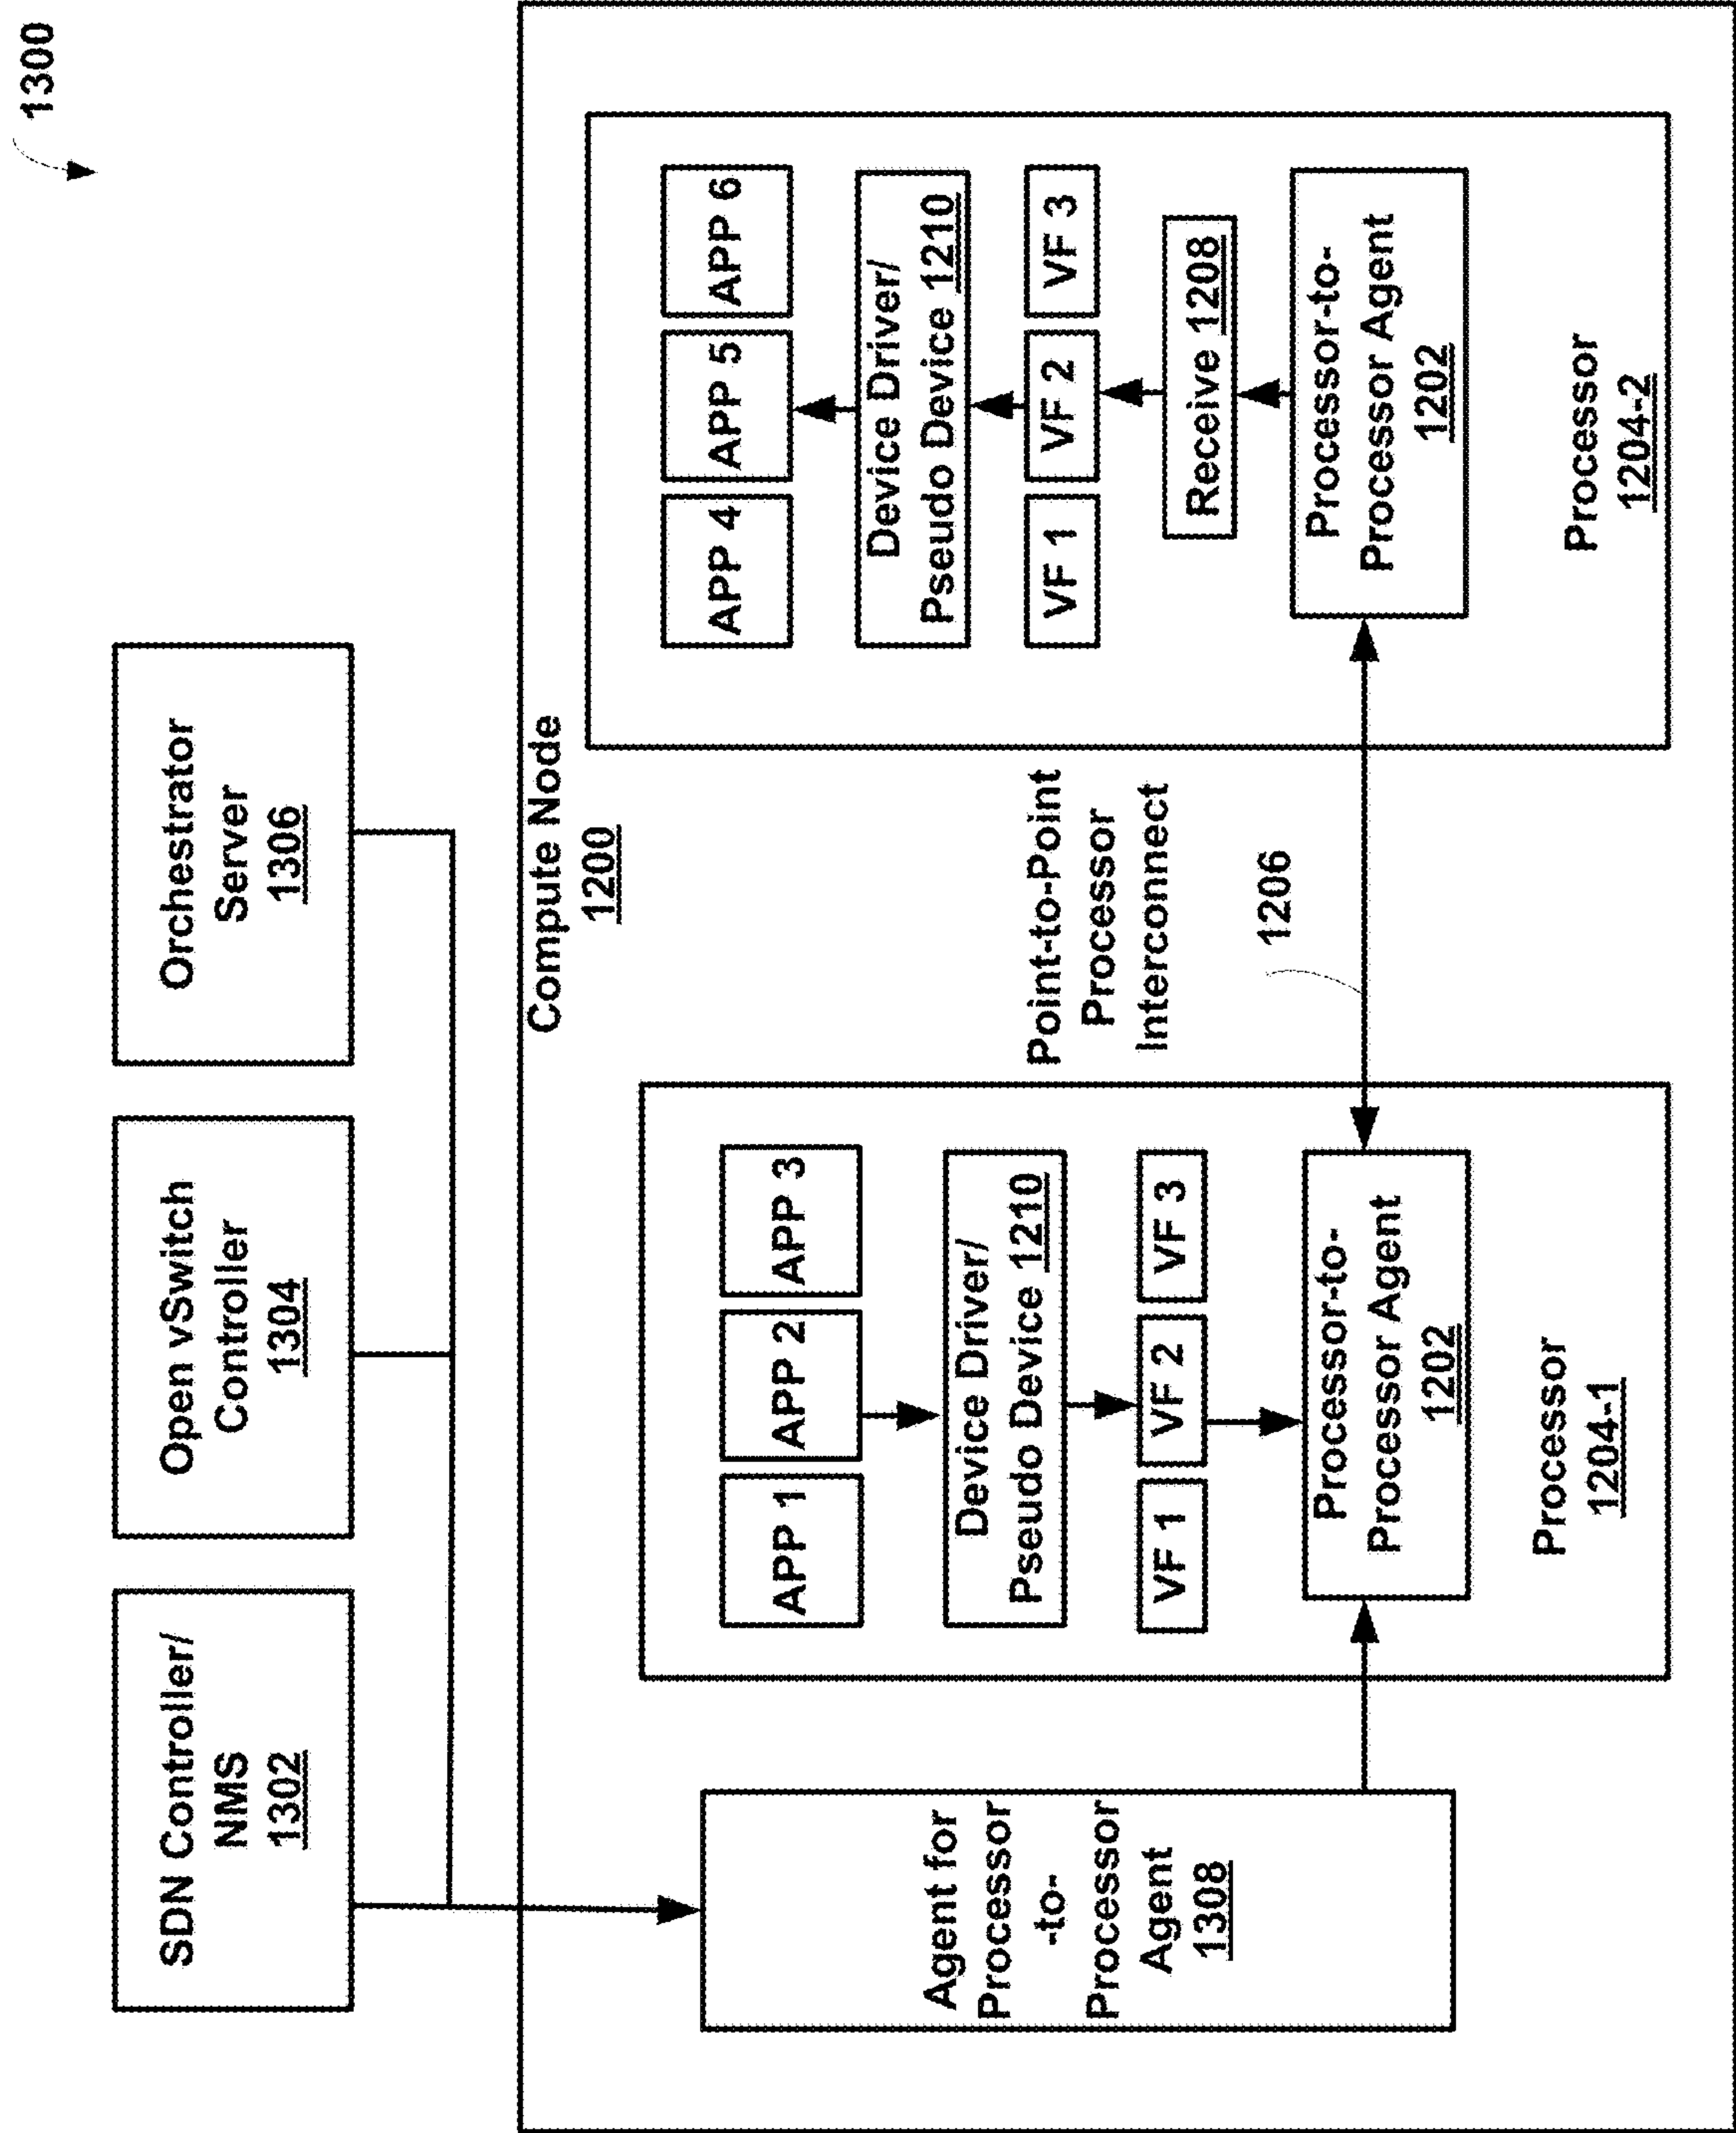 1300
SDN Controller/
NMS
1302
Open vSwitch
Controller
1304
Orchestrator
Server
1306
Compute Node
1200
Agent for
Processor
-to-
Processor
Agent
1308
APP 1
APP 2
APP 3
Device Driver/
Pseudo Device 1210
VF 1
VF 2
VF 3
Processor-to-
Processor Agent
1202
Processor
1204-1
Point-to-Point
Processor
Interconnect
1206
APP 4
APP 5
APP 6
Device Driver/
Pseudo Device 1210
VF 1
VF 2
VF 3
Receive 1208
Processor-to-
Processor Agent
1202
Processor
1204-2